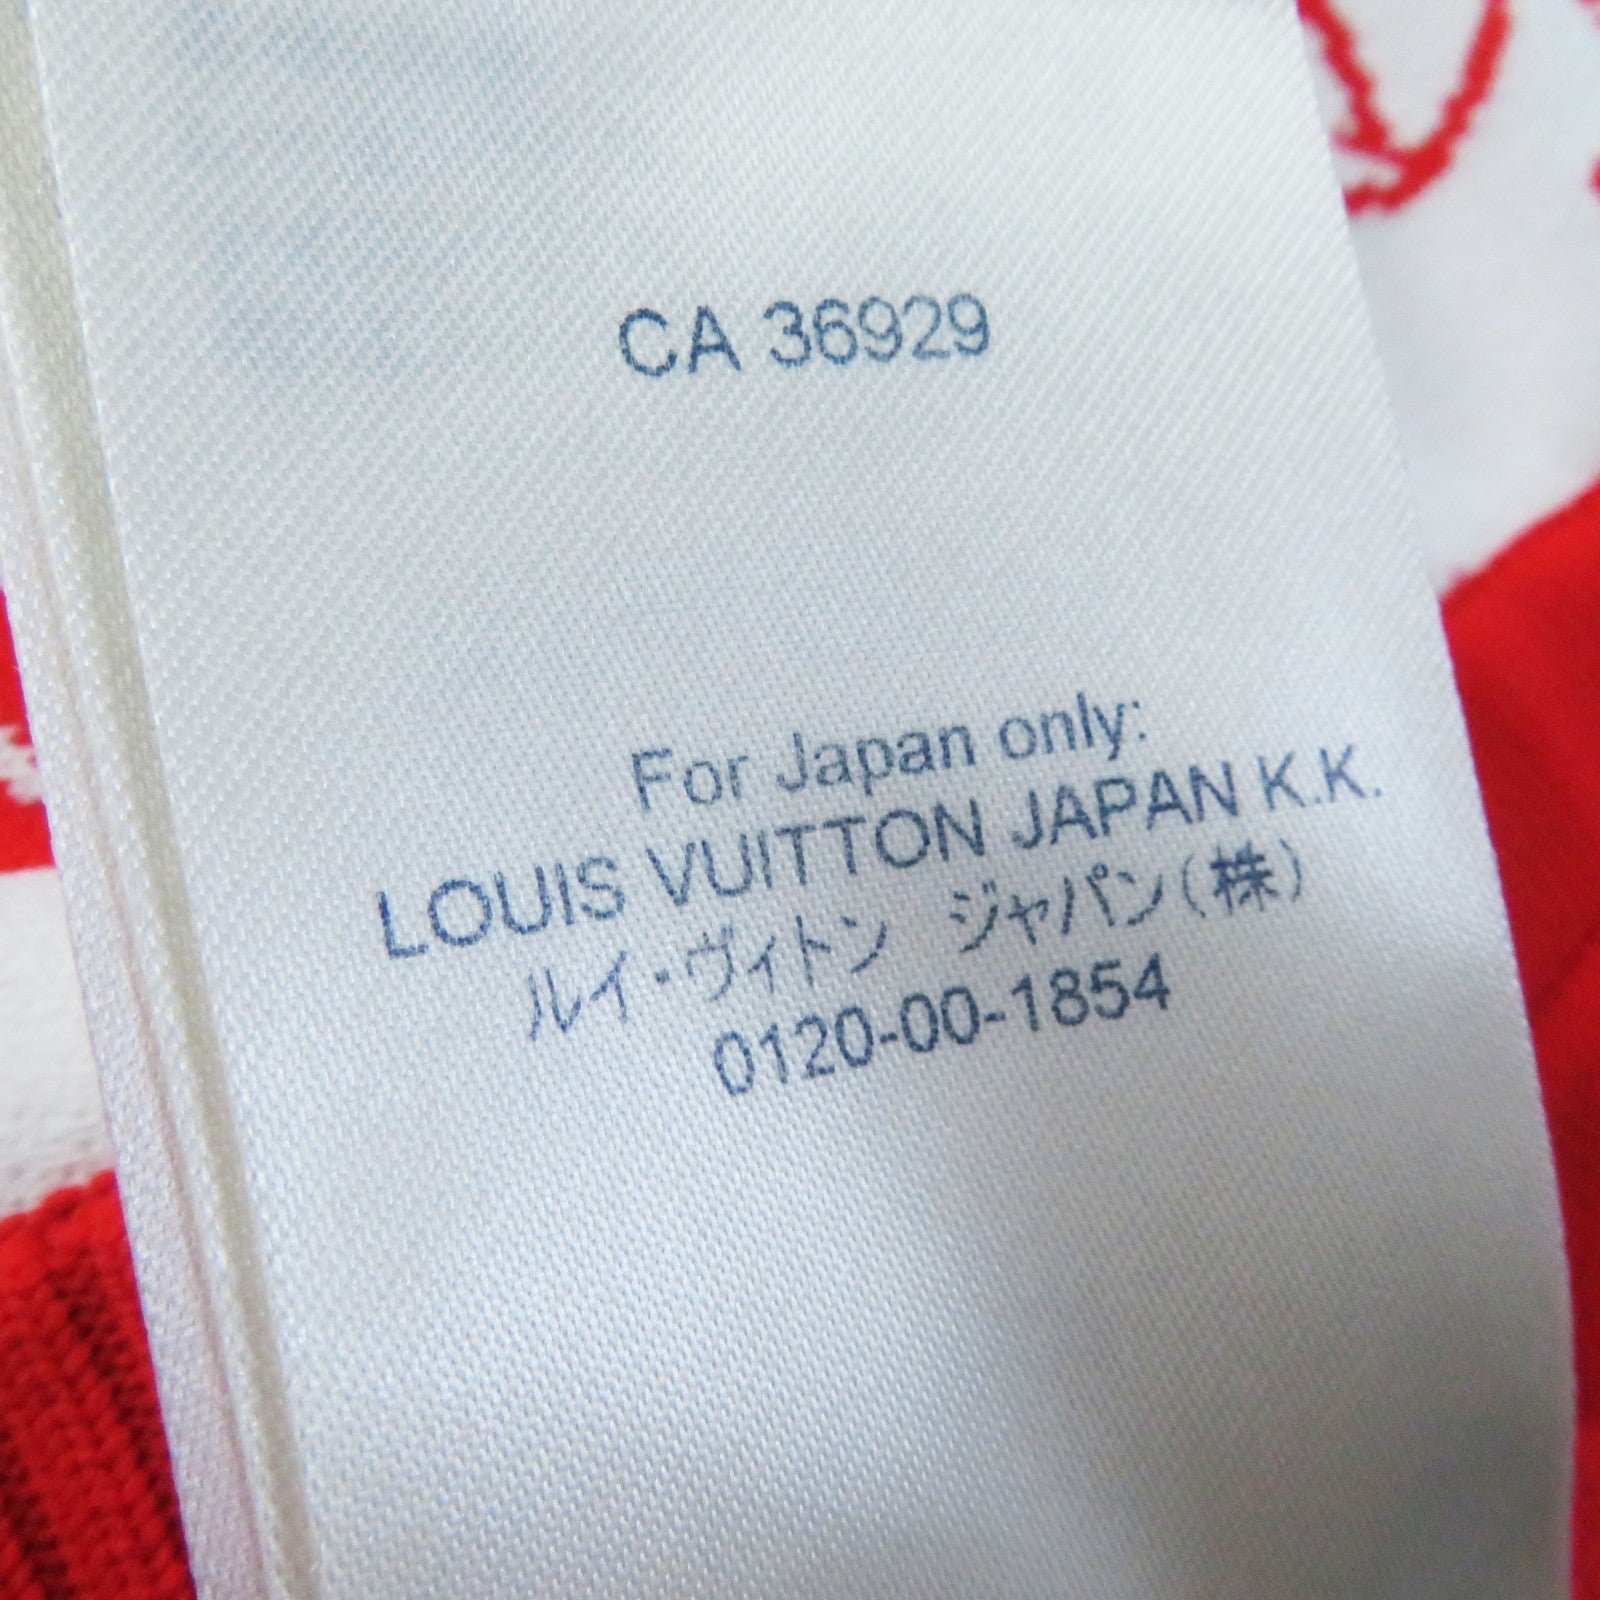 CA 36929
For Japan only:
LOUIS VUITTON JAPAN K.K.
ルイ・ヴィトン　ジャパン(株)
0120-00-1854